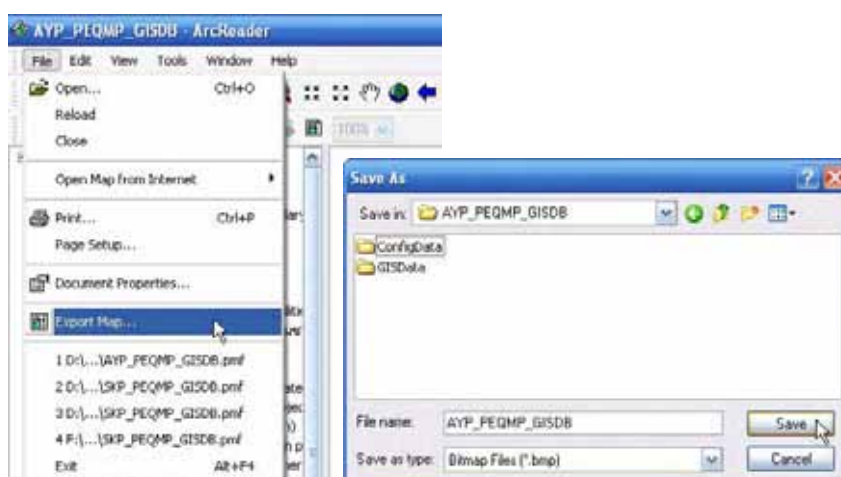 AYP_PEQMP_GISDB - ArcReader
File Edit View Tools Window Help
Open... Ctrl+O
Reload
Close
100%
Open Map from Internet
Print... Ctrl+P
Page Setup...
Document Properties...
Export Map...
1 D:\...\AYP_PEQMP_GISDB.pmf
2 D:\...\SKP_PEQMP_GISDB.pmf
3 D:\...\SKP_PEQMP_GISDB.pmf
4 F:\...\SKP_PEQMP_GISDB.pmf
Exit Alt+F4
Save As
Save in: AYP_PEQMP_GISDB
ConfigData
GISData
File name: AYP_PEQMP_GISDB
Save
Save as type: Bitmap Files (*.bmp)
Cancel